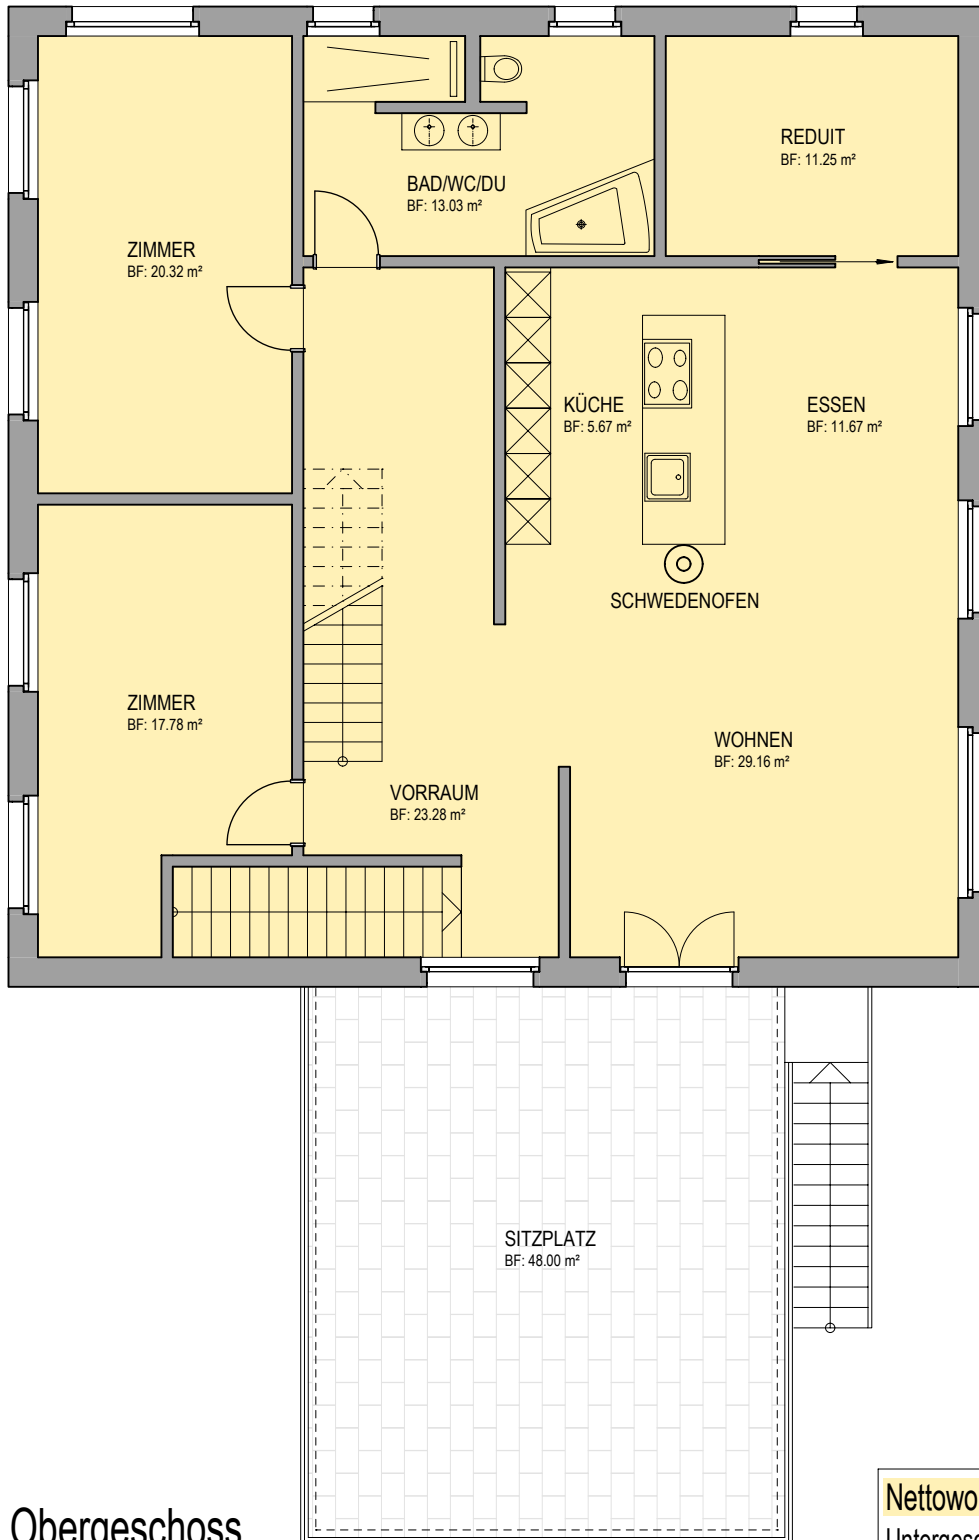 REDUIT
BF: 11.25 m²
BAD/WC/DU
BF: 13.03 m²
ZIMMER
BF: 20.32 m²
KÜCHE
BF: 5.67 m²
ESSEN
BF: 11.67 m²
SCHWEDENOFEN
ZIMMER
BF: 17.78 m²
WOHNEN
BF: 29.16 m²
VORRAUM
BF: 23.28 m²
SITZPLATZ
BF: 48.00 m²
Obergeschoss
Nettowo